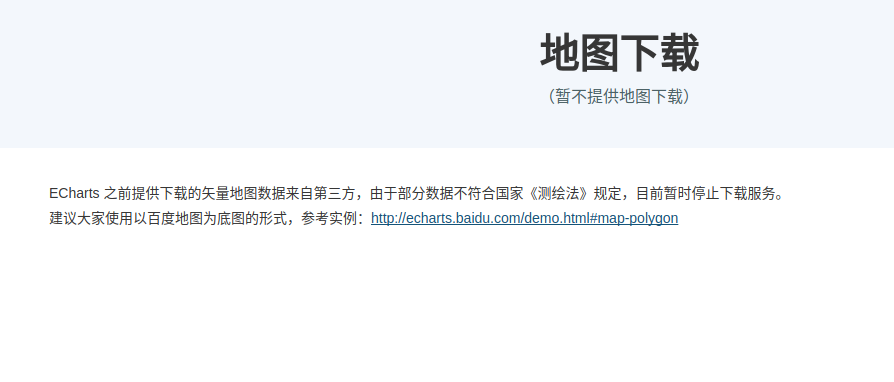 地图下载
（暂不提供地图下载）
ECharts 之前提供下载的矢量地图数据来自第三方，由于部分数据不符合国家《测绘法》规定，目前暂时停止下载服务。
建议大家使用以百度地图为底图的形式，参考实例：http://echarts.baidu.com/demo.html#map-polygon